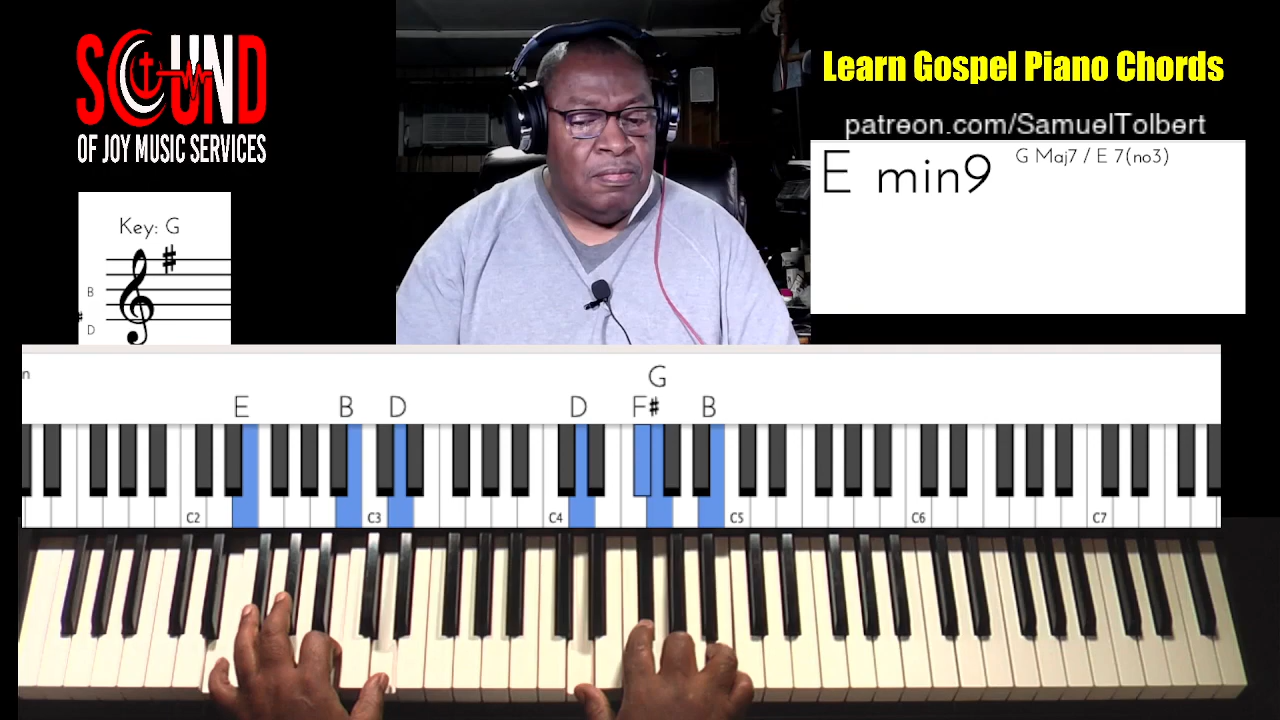 SOUND
OF JOY MUSIC SERVICES
Learn Gospel Piano Chords
patreon.com/SamuelTolbert
E min9
G Maj7 / E 7(no3)
Key: G
B
D
n
G
E B D D F# B
C2 C3 C4 C5 C6 C7